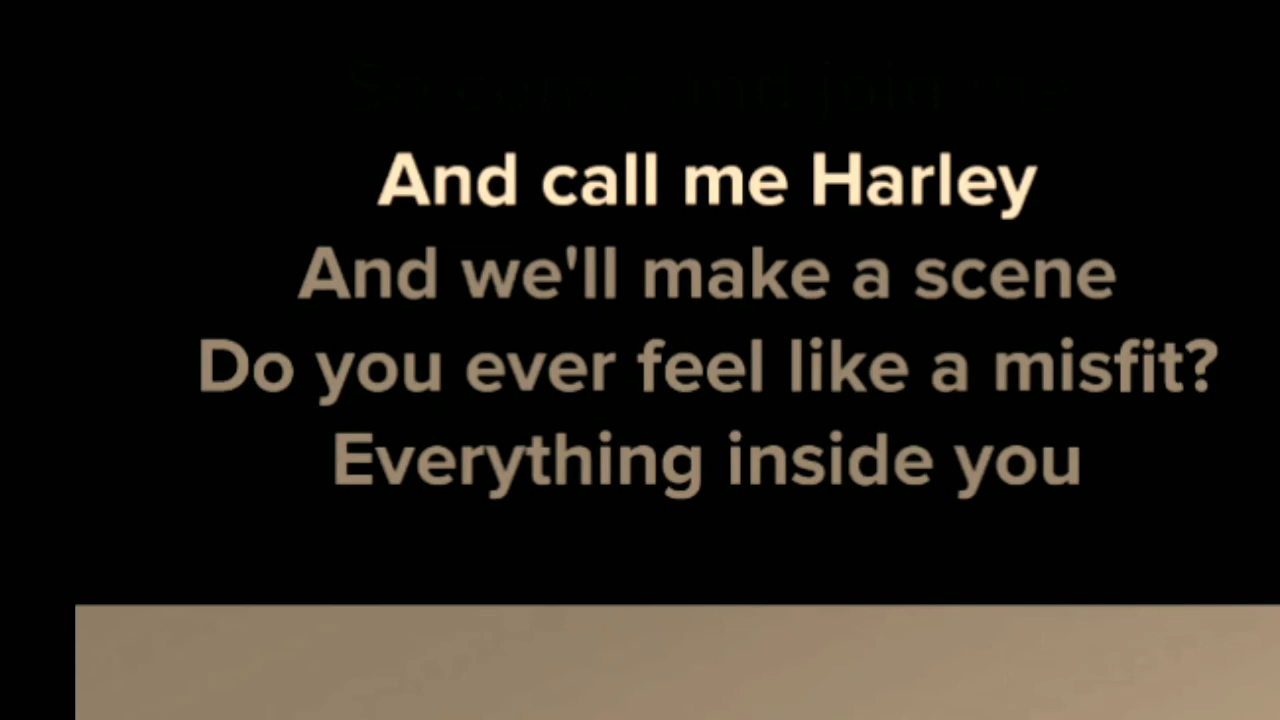 And call me Harley
And we'll make a scene
Do you ever feel like a misfit?
Everything inside you